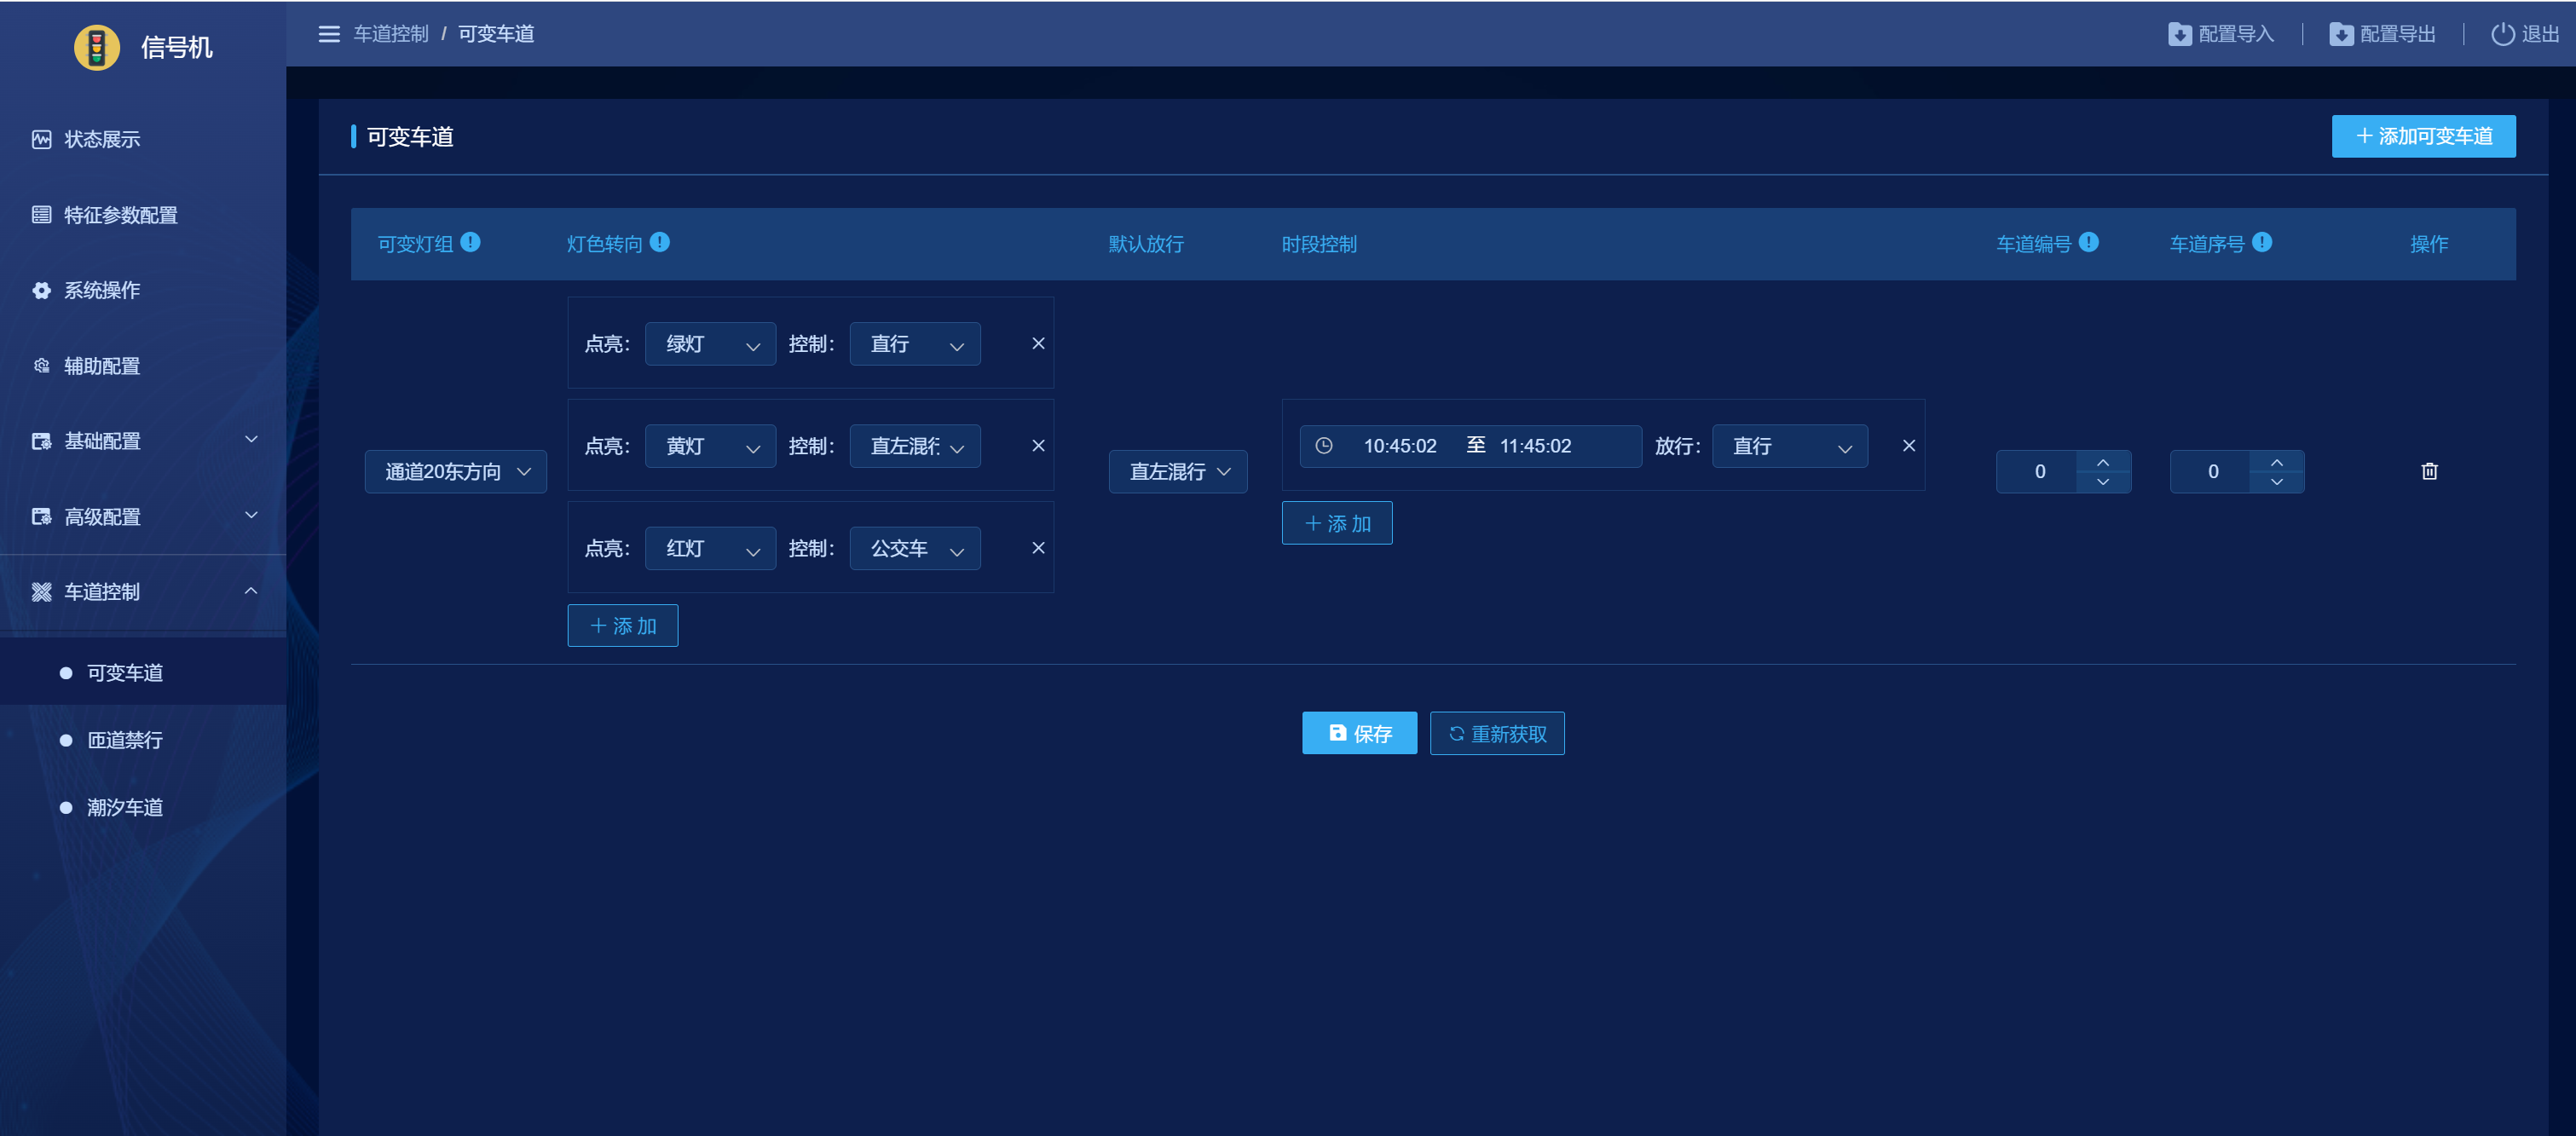 信号机
车道控制 / 可变车道
配置导入
配置导出
退出
状态展示
特征参数配置
系统操作
辅助配置
基础配置
高级配置
车道控制
可变车道
匝道禁行
潮汐车道
可变车道
添加可变车道
可变灯组 灯色转向 默认放行 时段控制 车道编号 车道序号 操作
点亮： 绿灯 控制： 直行
点亮： 黄灯 控制： 直左混行
点亮： 红灯 控制： 公交车
添 加
通道20东方向
直左混行
10:45:02 至 11:45:02 放行： 直行
添 加
0
0
保存
重新获取